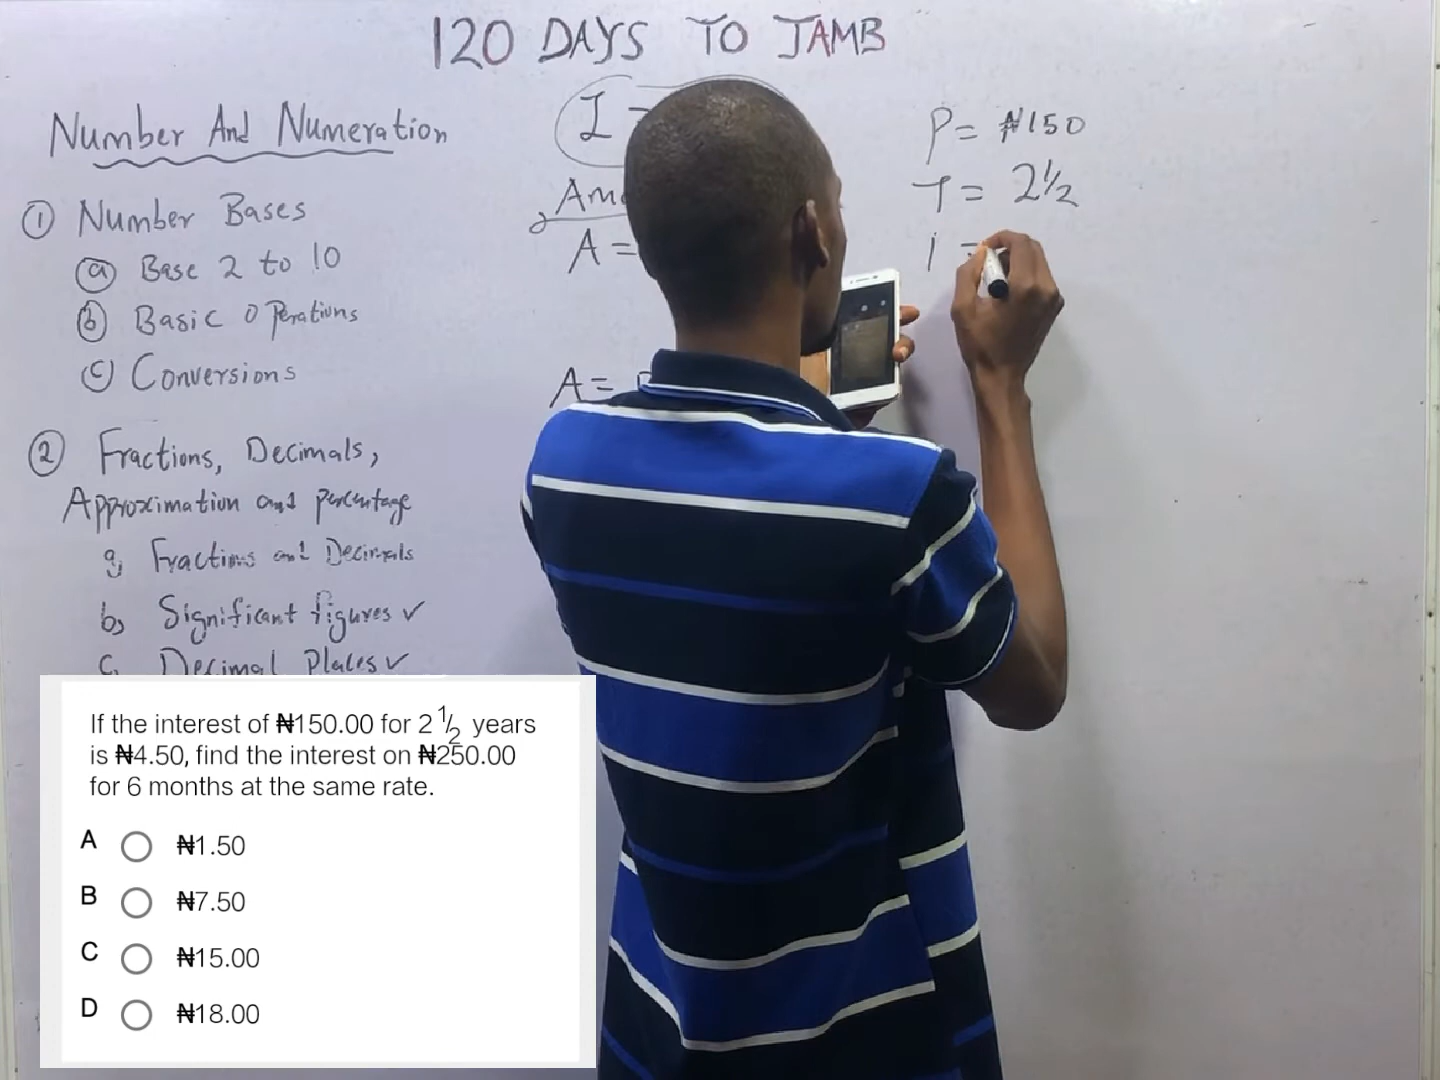 120 DAYS TO JAMB
Number And Numeration
① Number Bases
ⓐ Base 2 to 10
ⓑ Basic Operations
ⓒ Conversions
② Fractions, Decimals,
Approximation and percentage
a, Fractions and Decimals
b, Significant figures ✓
c, Decimal Places ✓
I =
A =
A =
P = ₦150
T = 2½
I =
If the interest of ₦150.00 for 2 ½ years
is ₦4.50, find the interest on ₦250.00
for 6 months at the same rate.
A ₦1.50
B ₦7.50
C ₦15.00
D ₦18.00